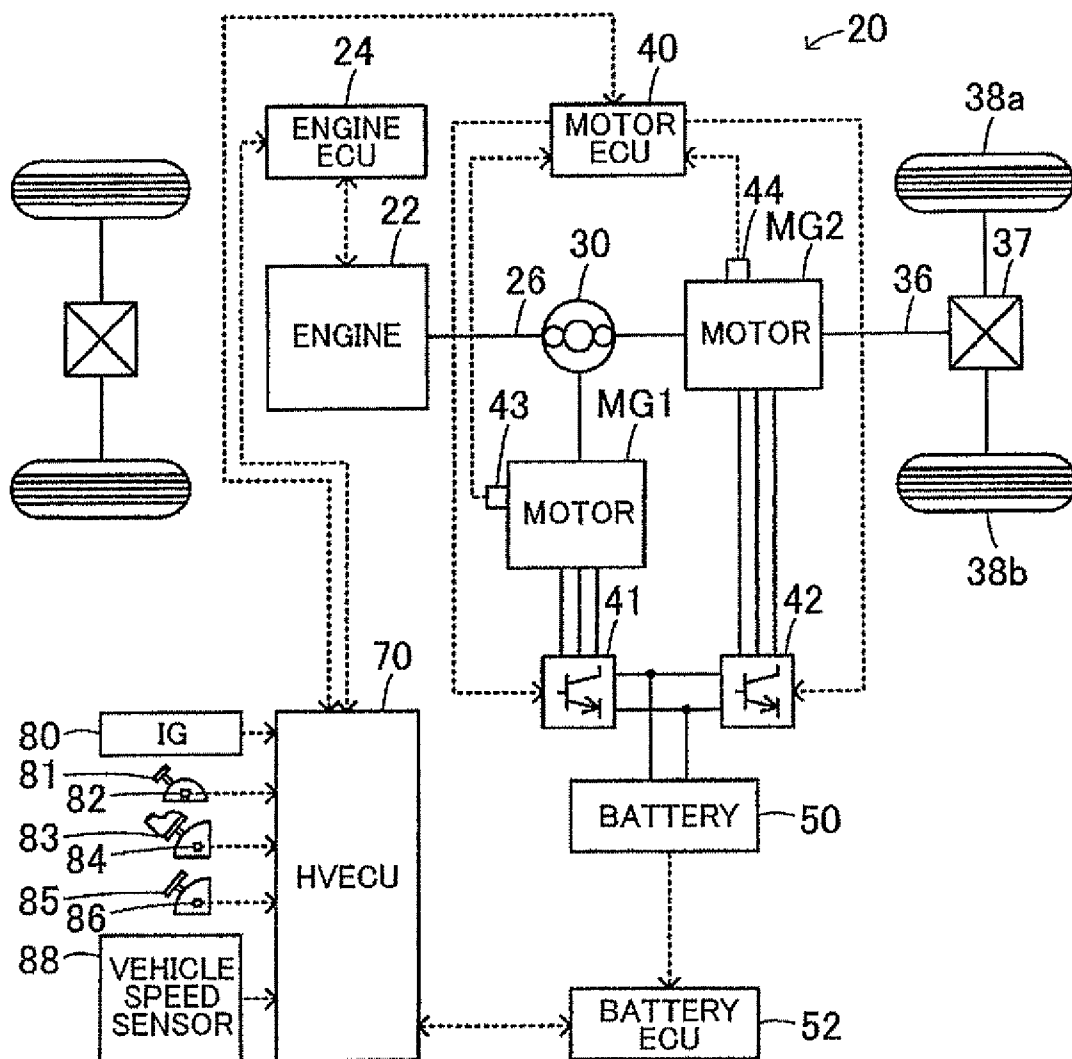 20
24
40
38a
ENGINE
ECU
MOTOR
ECU
44
22
30
MG2
37
26
36
ENGINE
MOTOR
43
MG1
MOTOR
38b
41
42
70
80
IG
81
82
83
84
85
86
88
HVECU
BATTERY
50
VEHICLE
SPEED
SENSOR
BATTERY
ECU
52